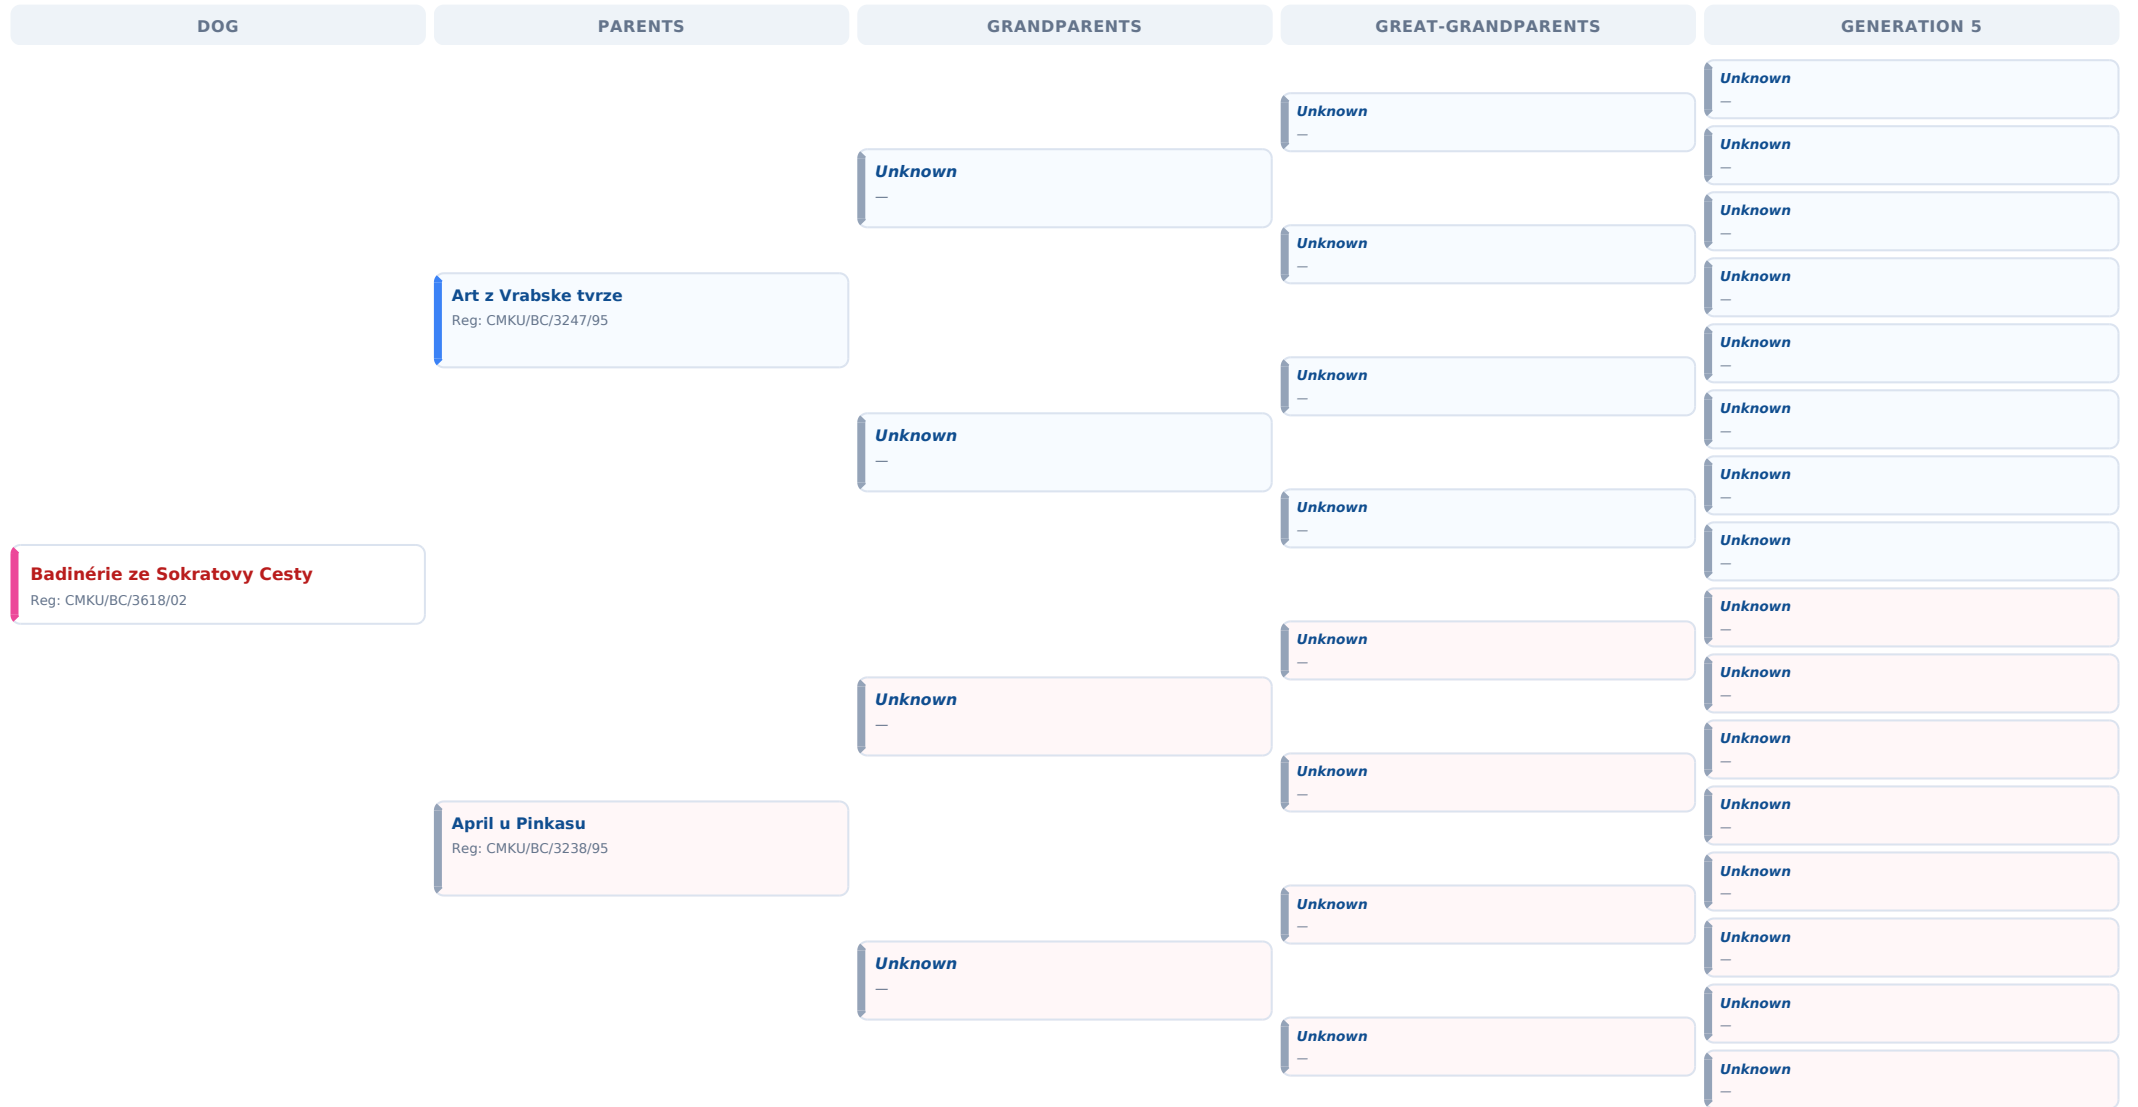 DOG
PARENTS
GRANDPARENTS
GREAT-GRANDPARENTS
GENERATION 5
Badinérie ze Sokratovy Cesty
Reg: CMKU/BC/3618/02
Art z Vrabske tvrze
Reg: CMKU/BC/3247/95
April u Pinkasu
Reg: CMKU/BC/3238/95
Unknown
—
Unknown
—
Unknown
—
Unknown
—
Unknown
—
Unknown
—
Unknown
—
Unknown
—
Unknown
—
Unknown
—
Unknown
—
Unknown
—
Unknown
—
Unknown
—
Unknown
—
Unknown
—
Unknown
—
Unknown
—
Unknown
—
Unknown
—
Unknown
—
Unknown
—
Unknown
—
Unknown
—
Unknown
—
Unknown
—
Unknown
—
Unknown
—